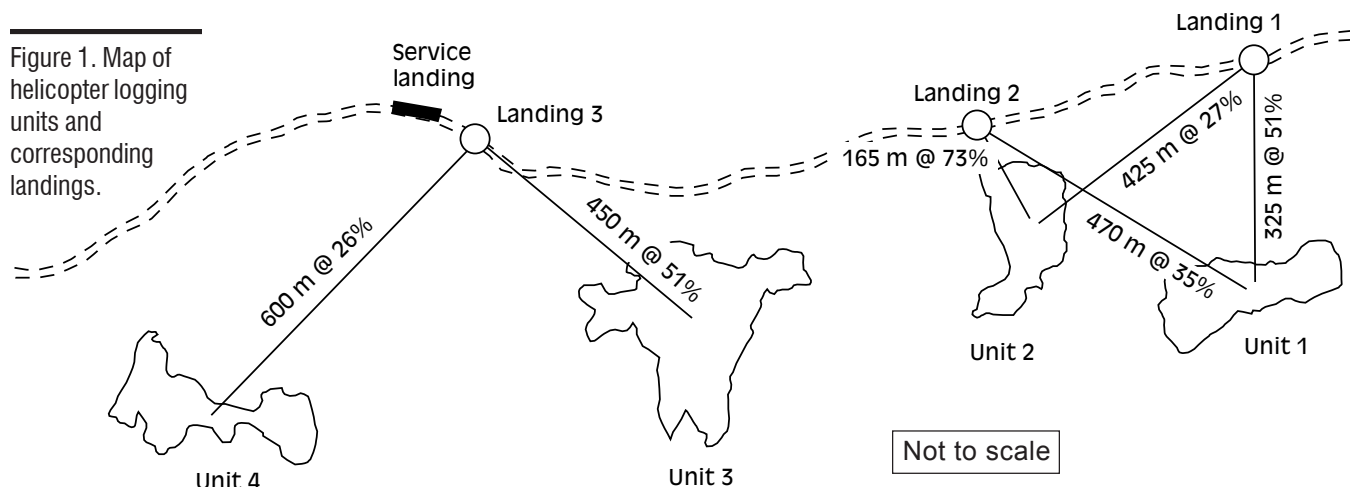 Figure 1. Map of
helicopter logging
units and
corresponding
landings.
Service
landing
Landing 3
Landing 2
Landing 1
165 m @ 73%
425 m @ 27%
325 m @ 51%
470 m @ 35%
450 m @ 51%
600 m @ 26%
Unit 2
Unit 1
Not to scale
Unit 3
Unit 4